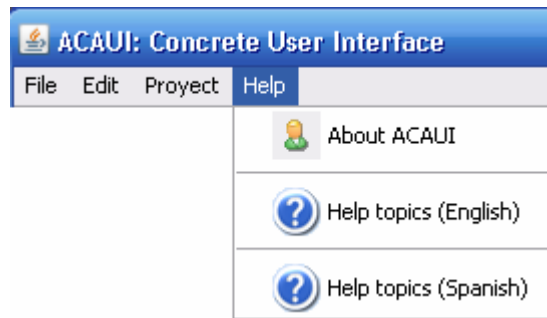 ACAUI: Concrete User Interface
File Edit Proyect Help
About ACAUI
Help topics (English)
Help topics (Spanish)